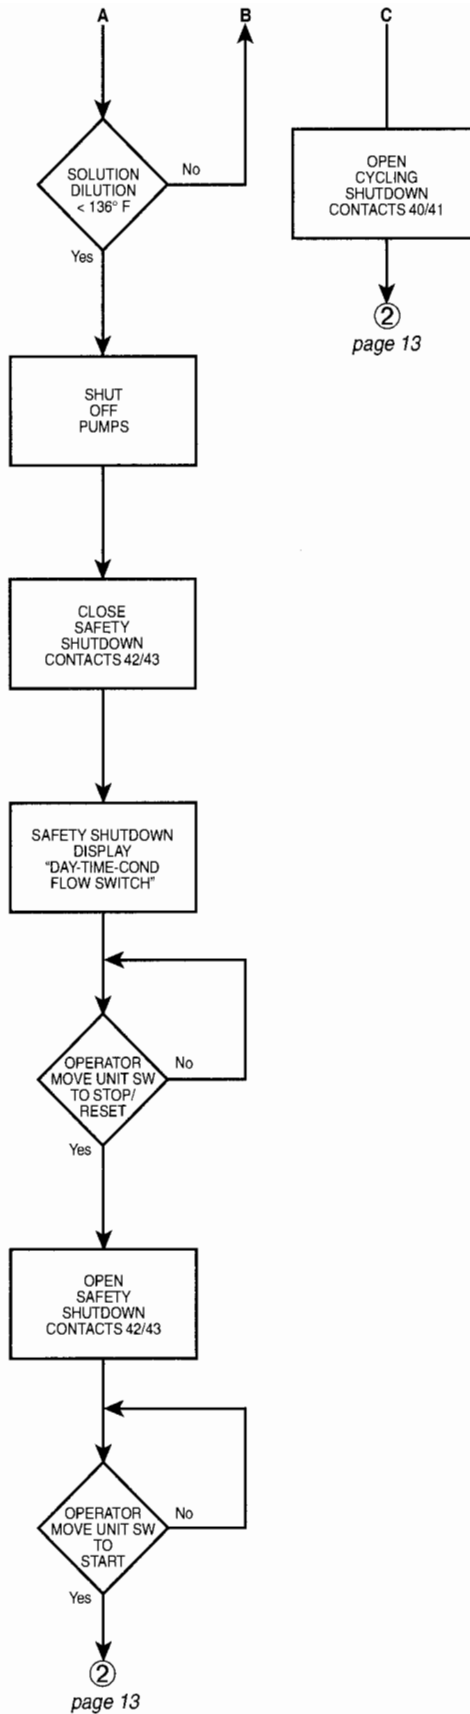 A
B
C
SOLUTION
DILUTION
< 136° F
No
Yes
OPEN
CYCLING
SHUTDOWN
CONTACTS 40/41
2
page 13
SHUT
OFF
PUMPS
CLOSE
SAFETY
SHUTDOWN
CONTACTS 42/43
SAFETY SHUTDOWN
DISPLAY
"DAY-TIME-COND
FLOW SWITCH"
OPERATOR
MOVE UNIT SW
TO STOP/
RESET
No
Yes
OPEN
SAFETY
SHUTDOWN
CONTACTS 42/43
OPERATOR
MOVE UNIT SW
TO
START
No
Yes
2
page 13